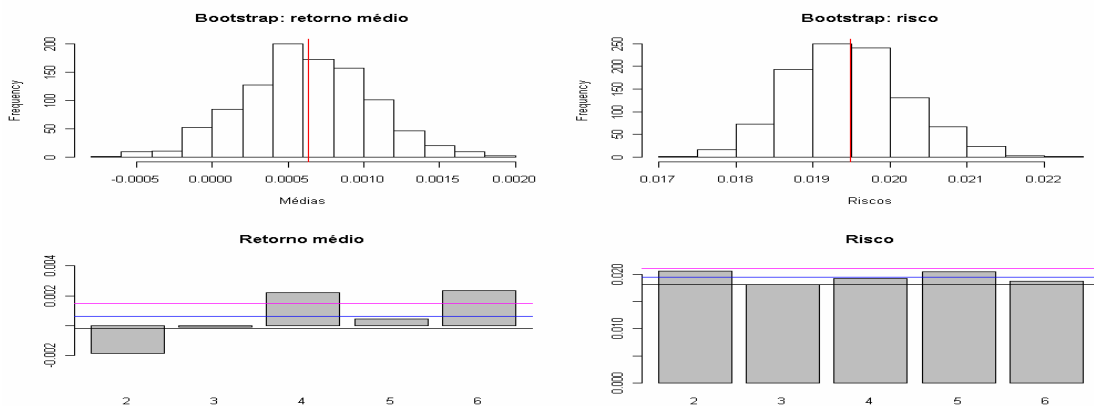 Bootstrap: retorno médio
Frequency
0 50 100 150 200
-0.0005 0.0000 0.0005 0.0010 0.0015 0.0020
Médias
Bootstrap: risco
Frequency
0 50 100 150 200 250
0.017 0.018 0.019 0.020 0.021 0.022
Riscos
Retorno médio
-0.002 0.002 0.004
2 3 4 5 6
Risco
0.000 0.010 0.020
2 3 4 5 6